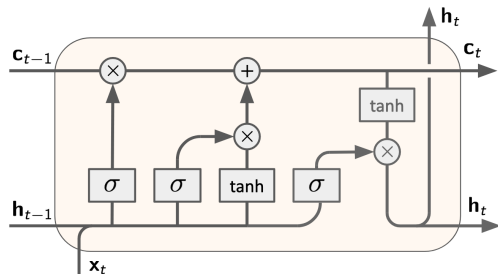 h_t
c_{t-1}
c_t
×
+
tanh
×
×
σ
σ
tanh
σ
h_{t-1}
h_t
x_t